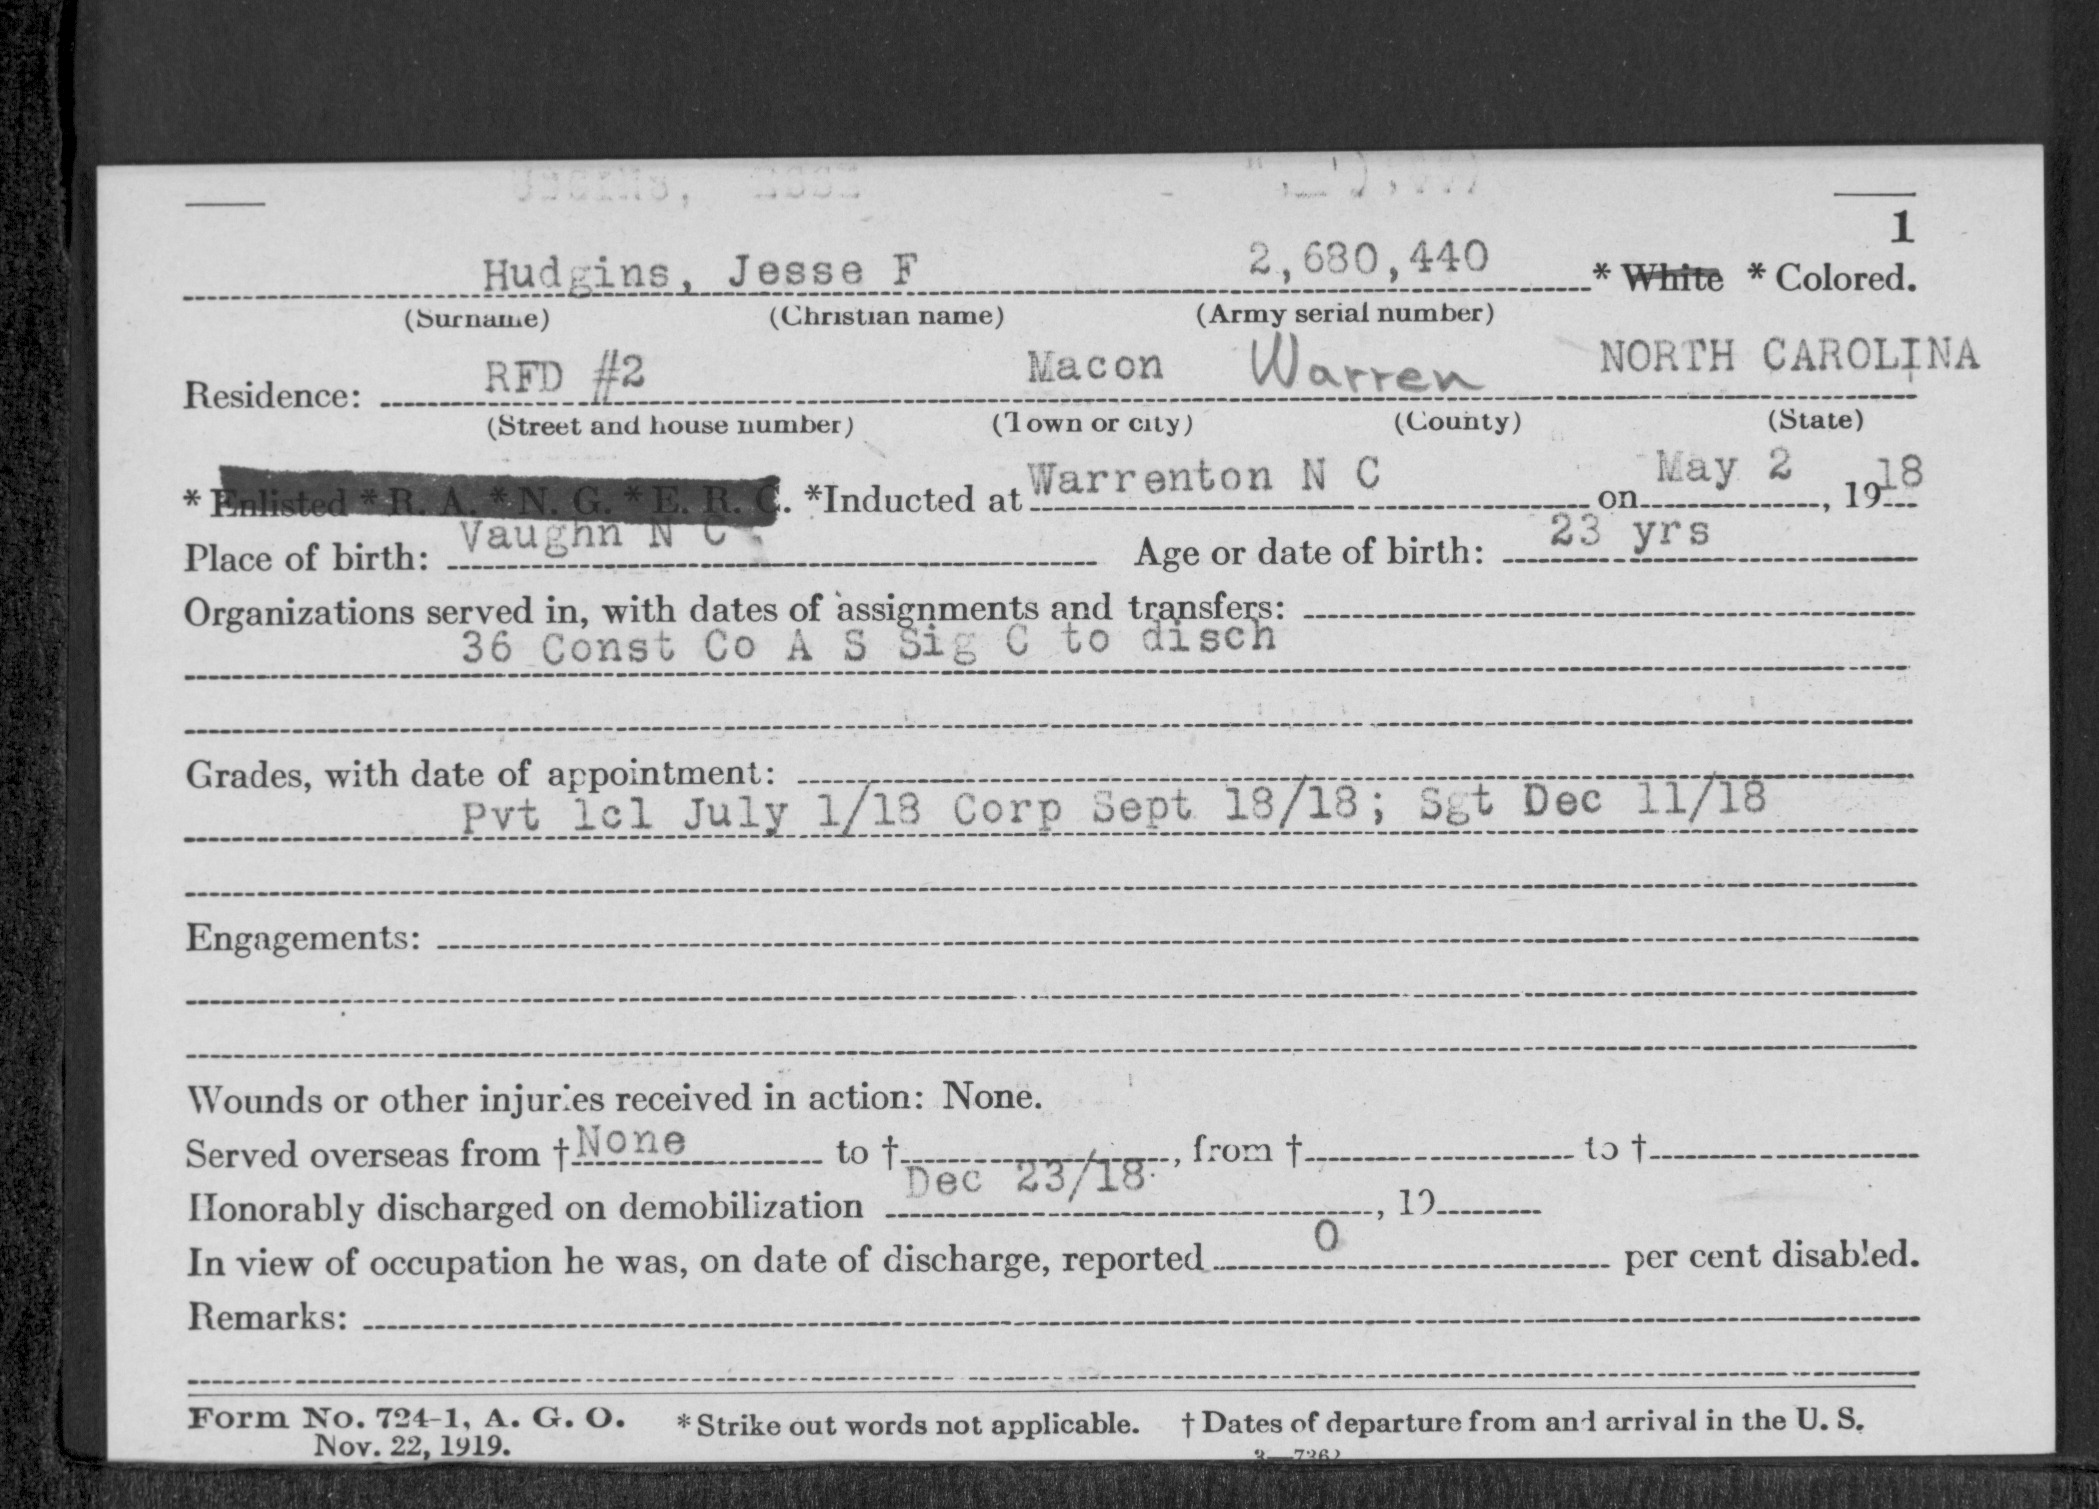 1
Hudgins, Jesse F 2,680,440 * White * Colored.
(Surname) (Christian name) (Army serial number)
Residence: RFD #2 Macon Warren NORTH CAROLINA
(Street and house number) (Town or city) (County) (State)
* Enlisted * R. A. * N. G. * E. R. C. *Inducted at Warrenton N C on May 2, 1918
Place of birth: Vaughn N C Age or date of birth: 23 yrs
Organizations served in, with dates of assignments and transfers:
36 Const Co A S Sig C to disch
Grades, with date of appointment:
Pvt 1cl July 1/18 Corp Sept 18/18; Sgt Dec 11/18
Engagements:
Wounds or other injuries received in action: None.
Served overseas from † None to †, from † to †
Honorably discharged on demobilization Dec 23/18, 19
In view of occupation he was, on date of discharge, reported 0 per cent disabled.
Remarks:
Form No. 724-1, A. G. O. * Strike out words not applicable. † Dates of departure from and arrival in the U. S.
Nov. 22, 1919.